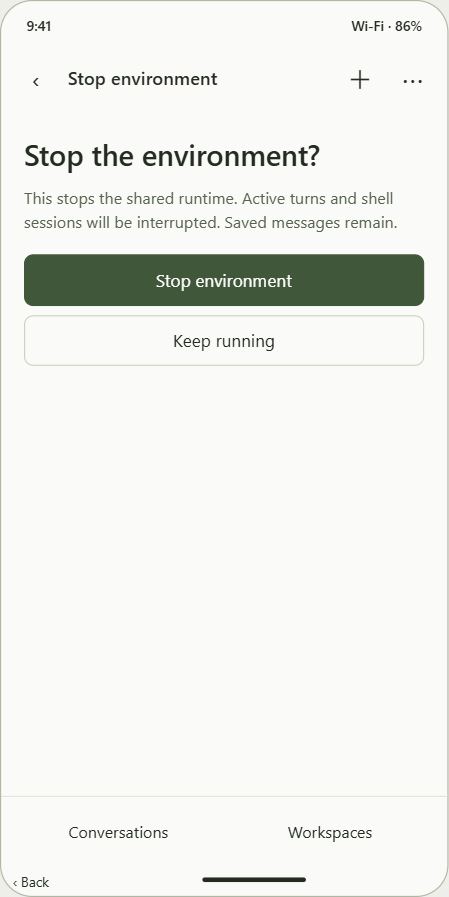 9:41
Wi-Fi · 86%
‹ Stop environment + ...
Stop the environment?
This stops the shared runtime. Active turns and shell
sessions will be interrupted. Saved messages remain.
Stop environment
Keep running
Conversations
Workspaces
‹ Back